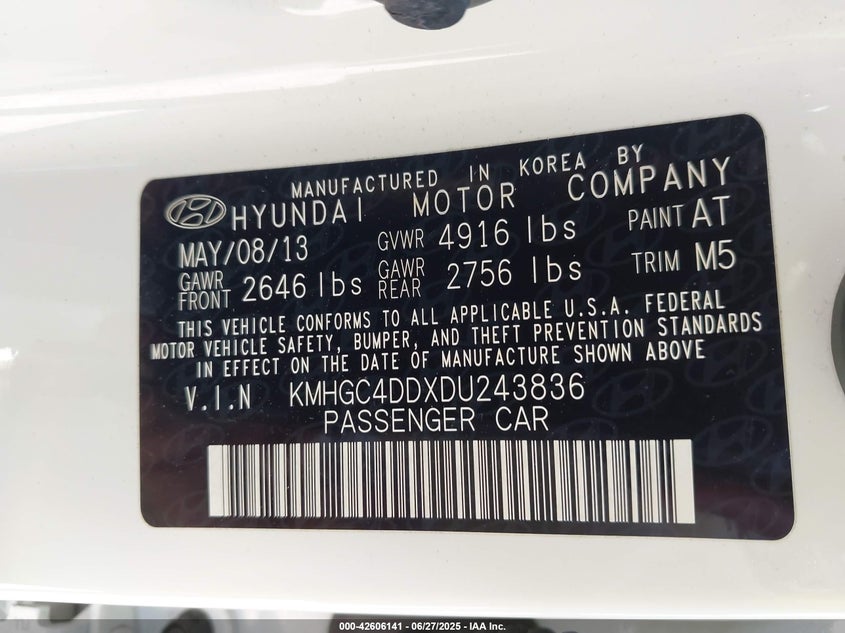 MANUFACTURED IN KOREA BY
HYUNDAI MOTOR COMPANY
MAY/08/13 GVWR 4916 lbs PAINT AT
GAWR FRONT 2646 lbs GAWR REAR 2756 lbs TRIM M5
THIS VEHICLE CONFORMS TO ALL APPLICABLE U.S.A. FEDERAL
MOTOR VEHICLE SAFETY, BUMPER, AND THEFT PREVENTION STANDARDS
IN EFFECT ON THE DATE OF MANUFACTURE SHOWN ABOVE
V.I.N KMHGC4DDXDU243836
PASSENGER CAR
000-42606141 - 06/27/2025 - IAA Inc.